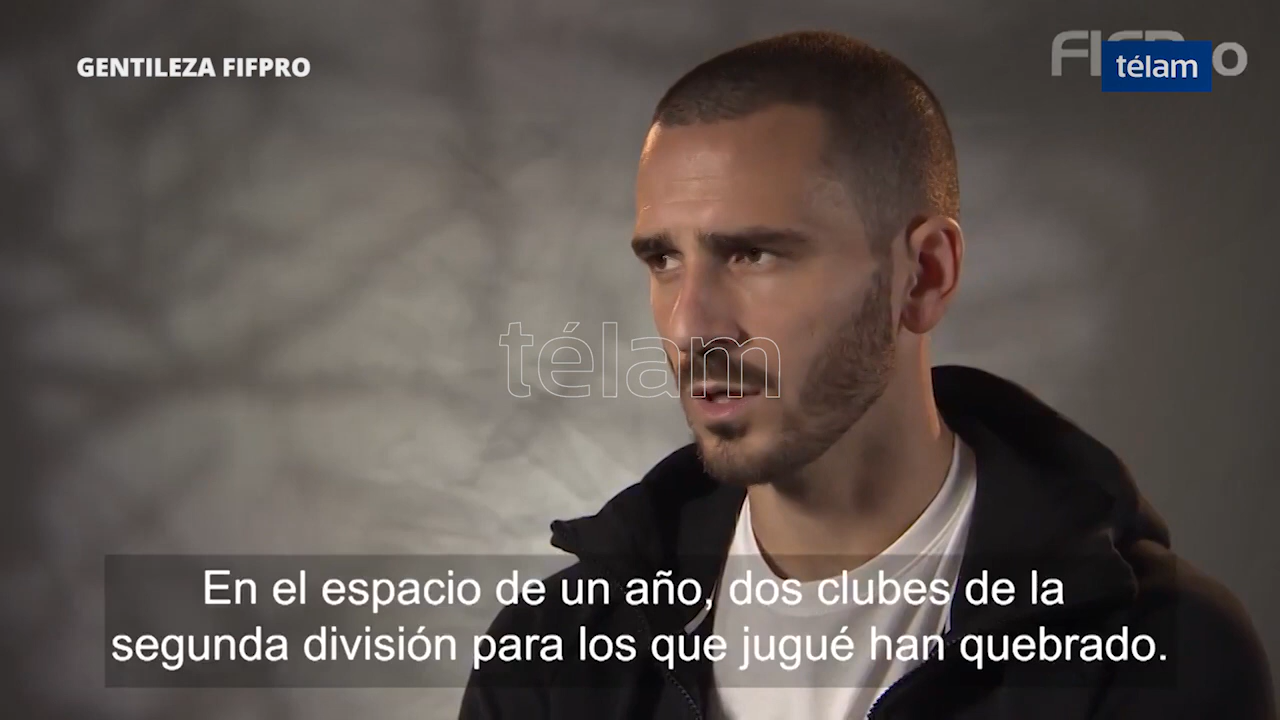 GENTILEZA FIFPRO
télam
télam
En el espacio de un año, dos clubes de la
segunda división para los que jugué han quebrado.